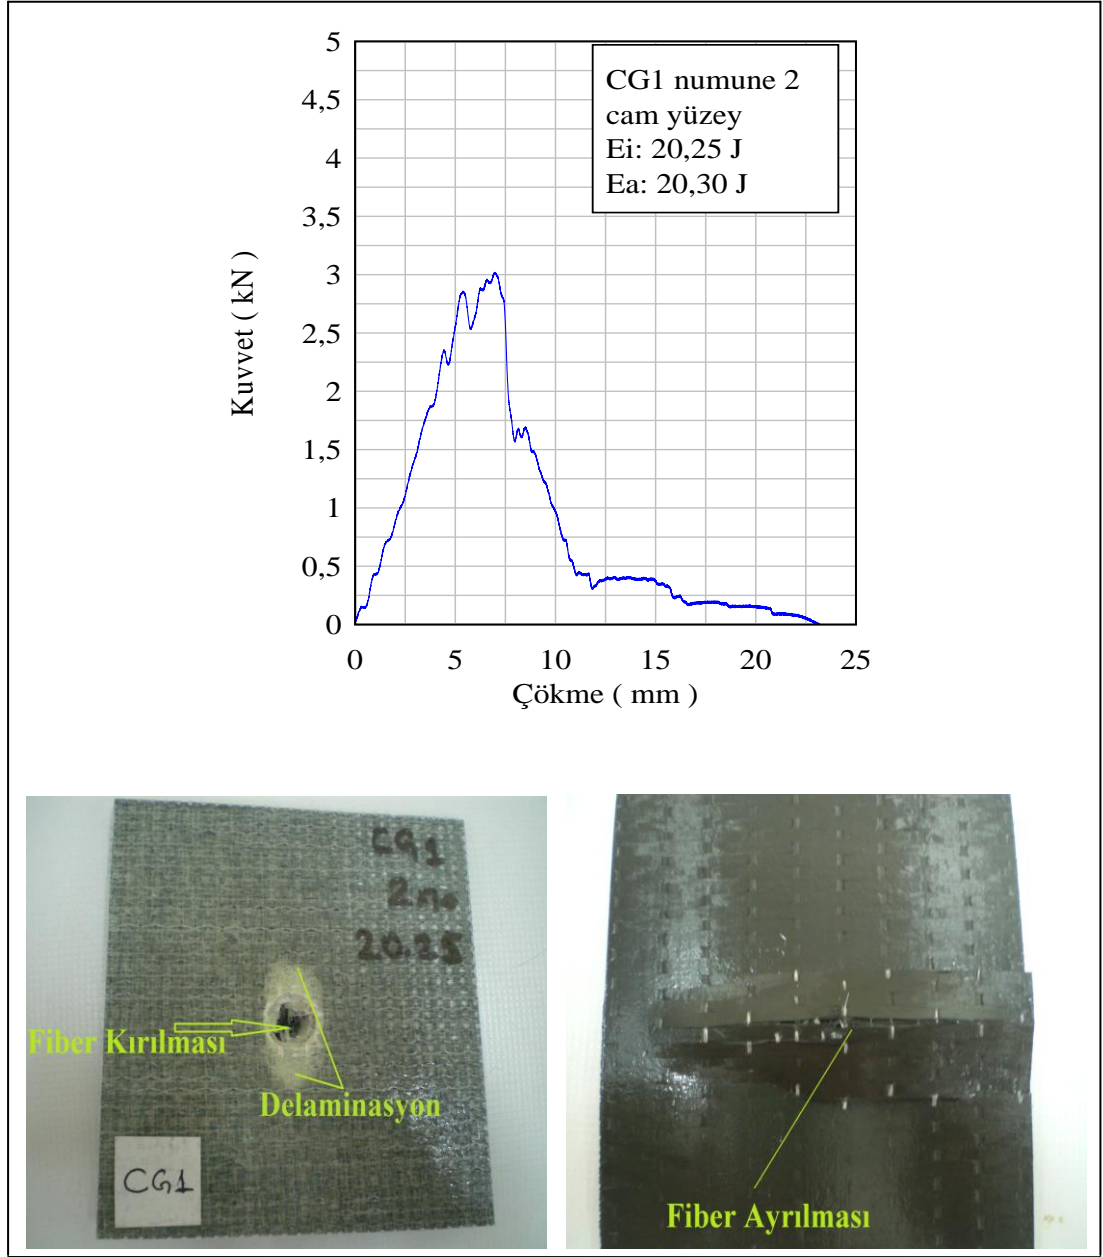 5
4,5
4
3,5
3
2,5
2
1,5
1
0,5
0
Kuvvet ( kN )
CG1 numune 2
cam yüzey
Ei: 20,25 J
Ea: 20,30 J
0 5 10 15 20 25
Çökme ( mm )
CG1
2 no
20.25
Fiber Kırılması
Delaminasyon
CG1
Fiber Ayrılması